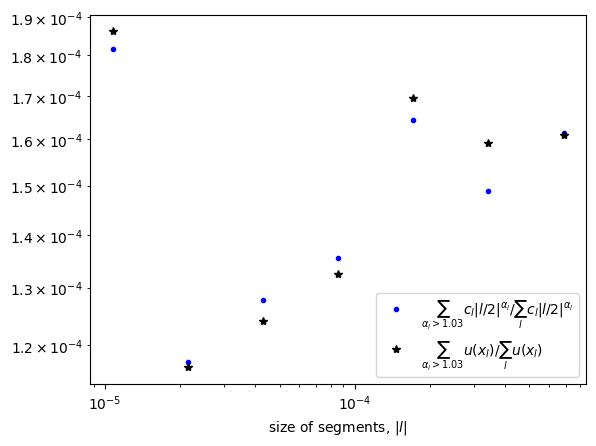 1.9 × 10⁻⁴
1.8 × 10⁻⁴
1.7 × 10⁻⁴
1.6 × 10⁻⁴
1.5 × 10⁻⁴
1.4 × 10⁻⁴
1.3 × 10⁻⁴
1.2 × 10⁻⁴
∑_{α_l>1.03} c_l|l/2|^{α_l}/∑_l c_l|l/2|^{α_l}
∑_{α_l>1.03} u(x_l)/∑_l u(x_l)
10⁻⁵ 10⁻⁴
size of segments, |l|